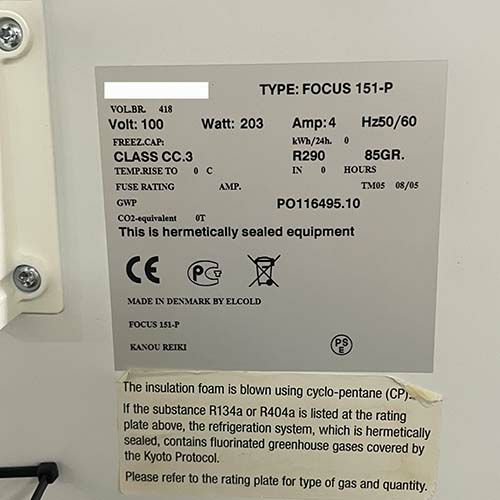 TYPE: FOCUS 151-P
VOL.BR. 418
Volt: 100 Watt: 203 Amp: 4 Hz50/60
FREEZ.CAP: kWh/24h. 0
CLASS CC.3 R290 85GR.
TEMP.RISE TO 0 C IN 0 HOURS
FUSE RATING AMP. TM05 08/05
GWP PO116495.10
CO2-equivalent 0T
This is hermetically sealed equipment
CE PCT
MADE IN DENMARK BY ELCOLD
FOCUS 151-P
KANOU REIKI PS E
The insulation foam is blown using cyclo-pentane (CP).
If the substance R134a or R404a is listed at the rating
plate above, the refrigeration system, which is hermetically
sealed, contains fluorinated greenhouse gases covered by
the Kyoto Protocol.
Please refer to the rating plate for type of gas and quantity.